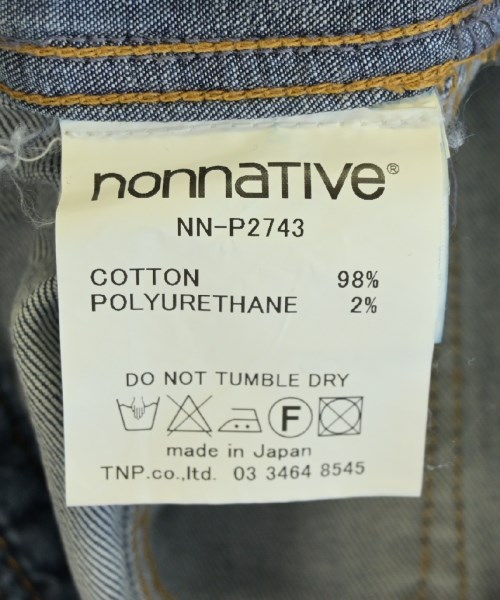 nonnative®
NN-P2743
COTTON 98%
POLYURETHANE 2%
DO NOT TUMBLE DRY
F
made in Japan
TNP.co.,ltd. 03 3464 8545